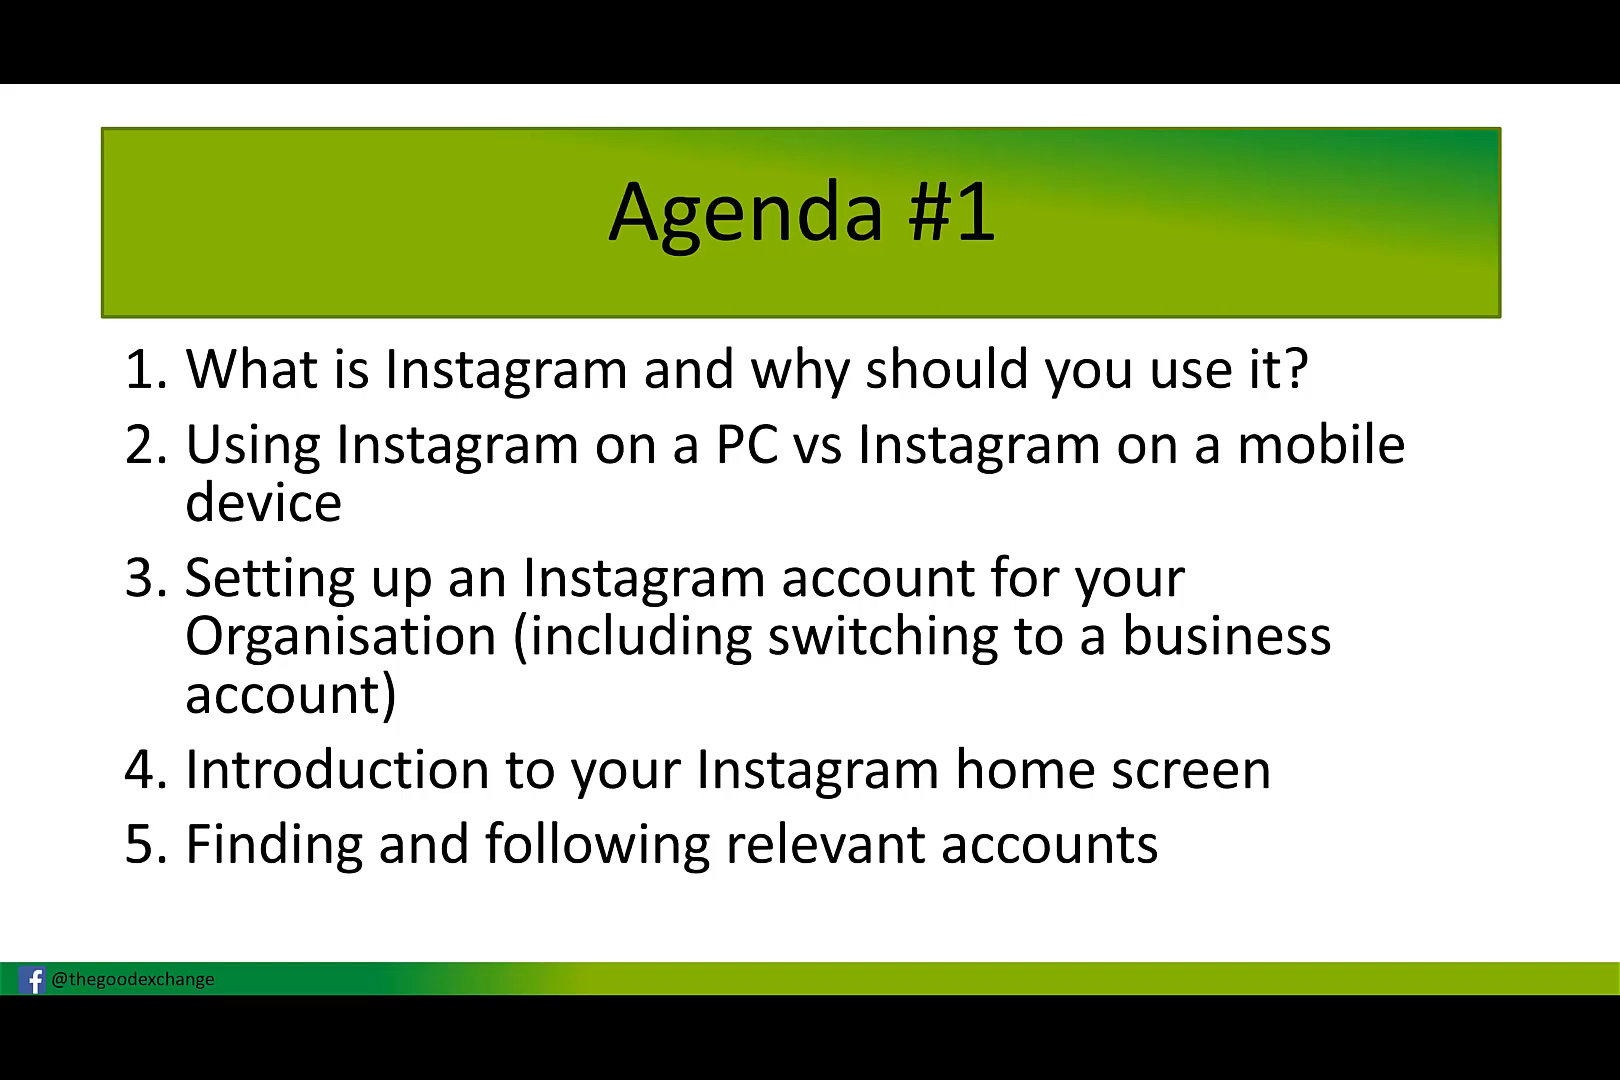 Agenda #1
1. What is Instagram and why should you use it?
2. Using Instagram on a PC vs Instagram on a mobile
device
3. Setting up an Instagram account for your
Organisation (including switching to a business
account)
4. Introduction to your Instagram home screen
5. Finding and following relevant accounts
f @thegoodexchange